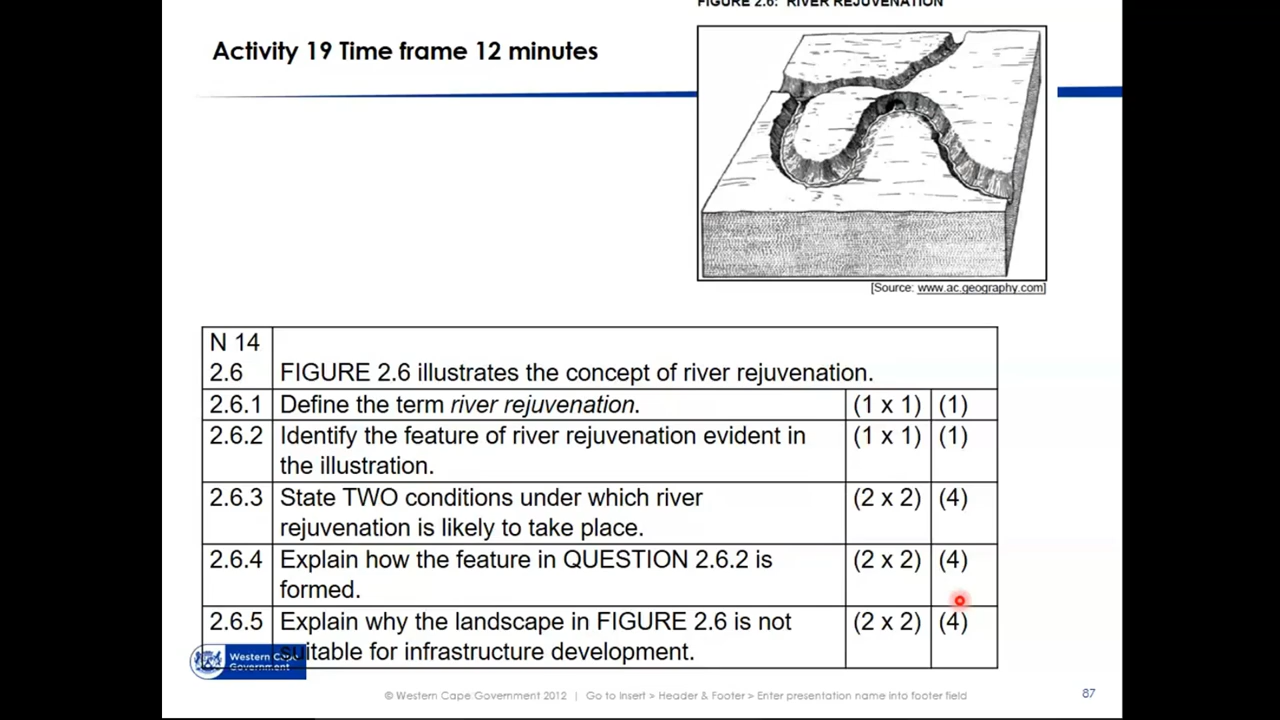 FIGURE 2.6: RIVER REJUVENATION
Activity 19 Time frame 12 minutes
[Source: www.ac.geography.com]
N 14
2.6 FIGURE 2.6 illustrates the concept of river rejuvenation.
2.6.1 Define the term river rejuvenation. (1 x 1) (1)
2.6.2 Identify the feature of river rejuvenation evident in (1 x 1) (1)
the illustration.
2.6.3 State TWO conditions under which river (2 x 2) (4)
rejuvenation is likely to take place.
2.6.4 Explain how the feature in QUESTION 2.6.2 is (2 x 2) (4)
formed.
2.6.5 Explain why the landscape in FIGURE 2.6 is not (2 x 2) (4)
suitable for infrastructure development.
Western Cape
Government
© Western Cape Government 2012 | Go to Insert > Header & Footer > Enter presentation name into footer field
87